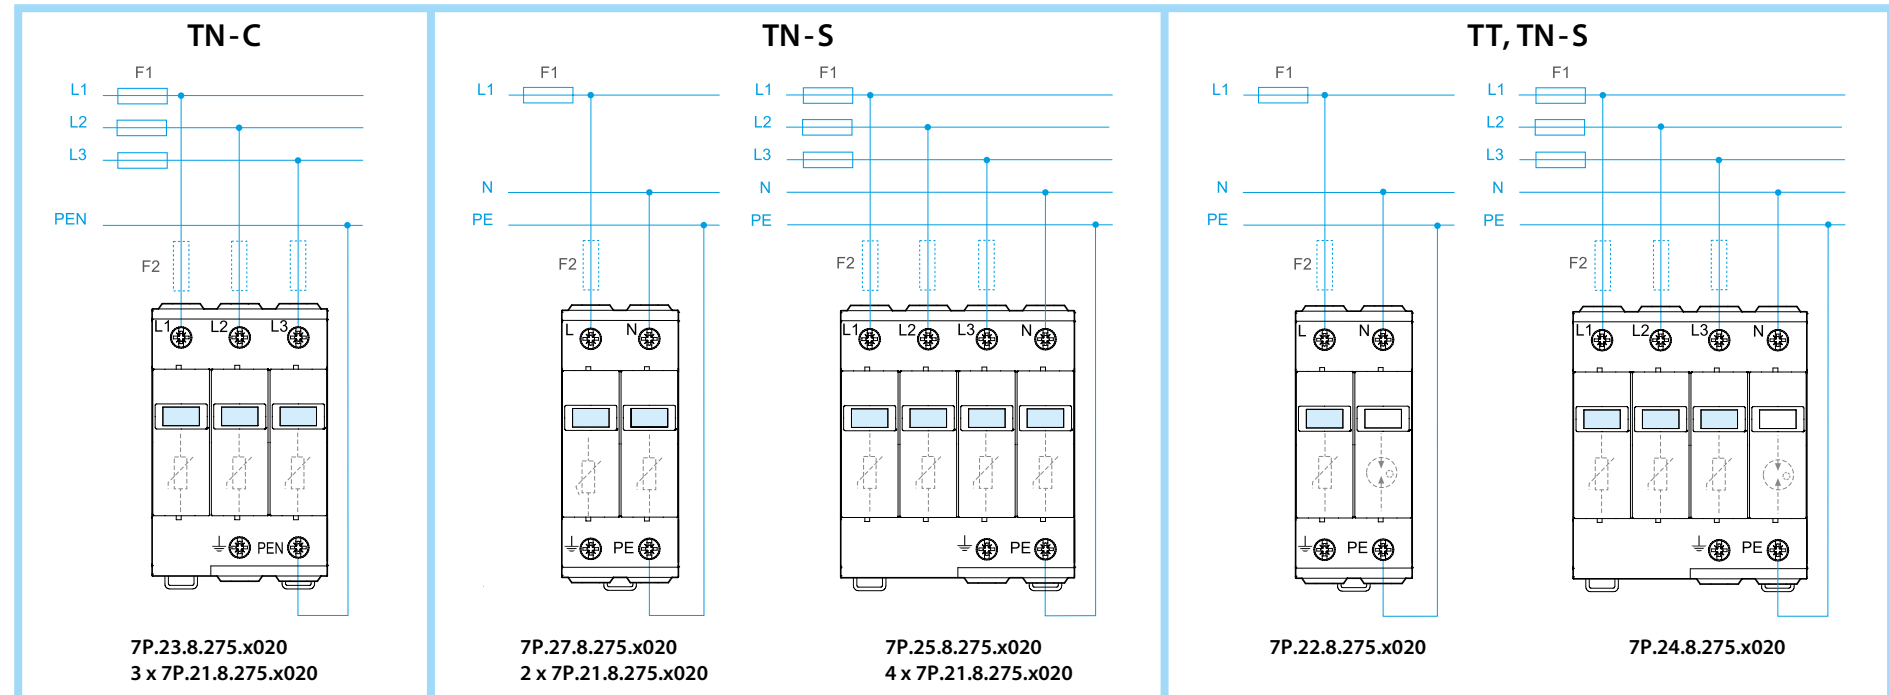 TN-C
F1
L1
L2
L3
PEN
F2
L1 L2 L3
PEN
7P.23.8.275.x020
3 x 7P.21.8.275.x020
TN-S
F1
L1
N
PE
F2
L N
PE
7P.27.8.275.x020
2 x 7P.21.8.275.x020
F1
L1
L2
L3
N
PE
F2
L1 L2 L3 N
PE
7P.25.8.275.x020
4 x 7P.21.8.275.x020
TT, TN-S
F1
L1
N
PE
F2
L N
PE
7P.22.8.275.x020
F1
L1
L2
L3
N
PE
F2
L1 L2 L3 N
PE
7P.24.8.275.x020